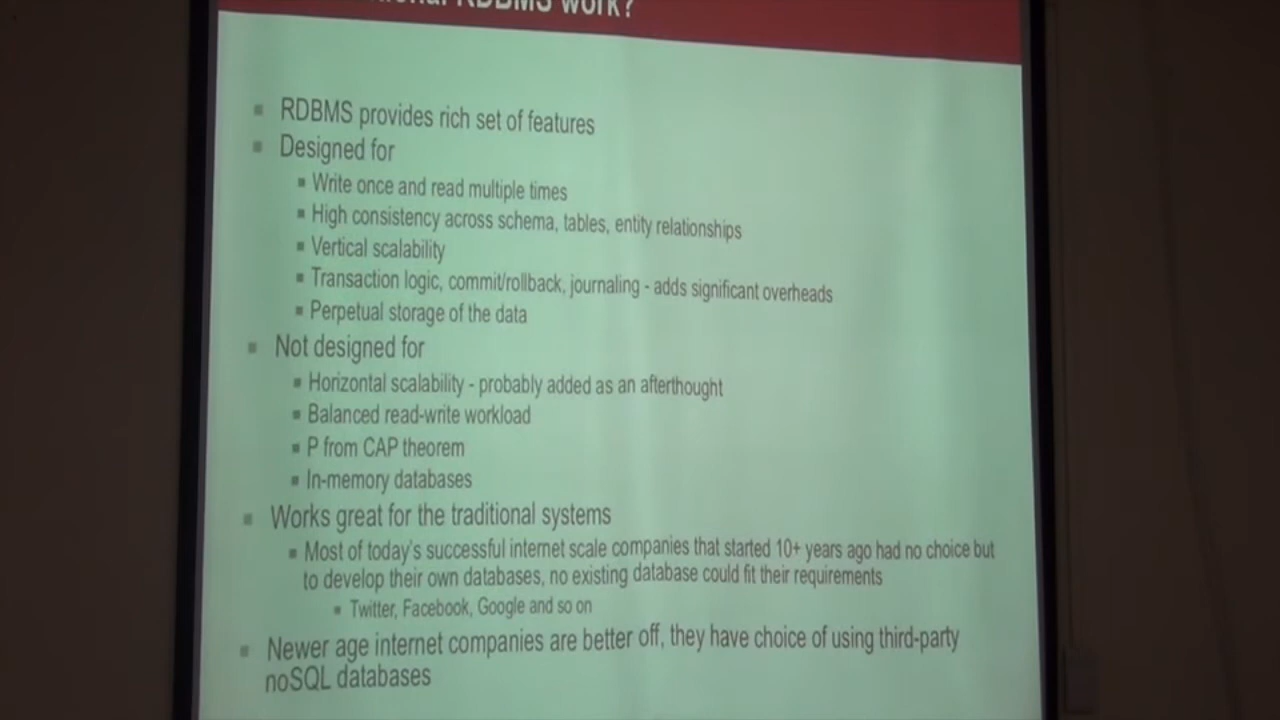 RDBMS work?
RDBMS provides rich set of features
Designed for
Write once and read multiple times
High consistency across schema, tables, entity relationships
Vertical scalability
Transaction logic, commit/rollback, journaling - adds significant overheads
Perpetual storage of the data
Not designed for
Horizontal scalability - probably added as an afterthought
Balanced read-write workload
P from CAP theorem
In-memory databases
Works great for the traditional systems
Most of today's successful internet scale companies that started 10+ years ago had no choice but
to develop their own databases, no existing database could fit their requirements
Twitter, Facebook, Google and so on
Newer age internet companies are better off, they have choice of using third-party
noSQL databases